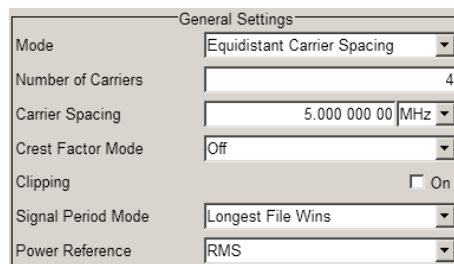 General Settings
Mode Equidistant Carrier Spacing
Number of Carriers 4
Carrier Spacing 5.000 000 00 MHz
Crest Factor Mode Off
Clipping On
Signal Period Mode Longest File Wins
Power Reference RMS